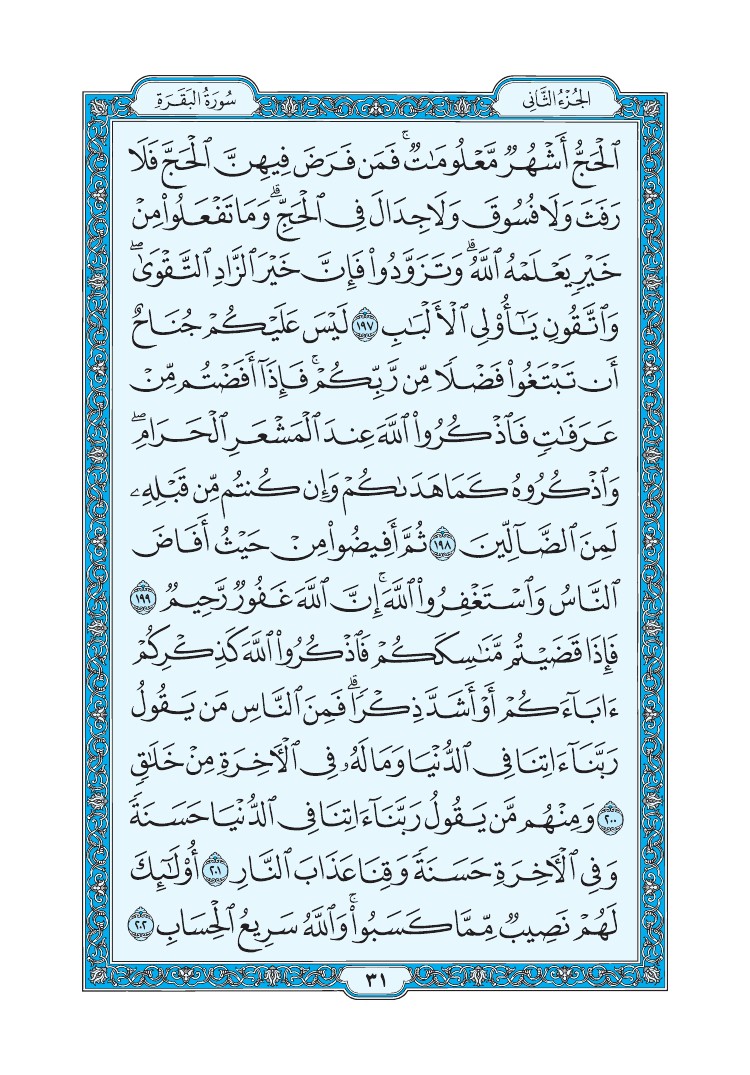 الجُزْءُ الثَّانِي
سُورَةُ البَقَرَةِ
ٱلْحَجُّ أَشْهُرٌ مَّعْلُومَٰتٌ ۚ فَمَن فَرَضَ فِيهِنَّ ٱلْحَجَّ فَلَا
رَفَثَ وَلَا فُسُوقَ وَلَا جِدَالَ فِى ٱلْحَجِّ ۗ وَمَا تَفْعَلُوا۟ مِنْ
خَيْرٍ يَعْلَمْهُ ٱللَّهُ ۗ وَتَزَوَّدُوا۟ فَإِنَّ خَيْرَ ٱلزَّادِ ٱلتَّقْوَىٰ ۖ
وَٱتَّقُونِ يَٰٓأُو۟لِى ٱلْأَلْبَٰبِ ١٩٧ لَيْسَ عَلَيْكُمْ جُنَاحٌ
أَن تَبْتَغُوا۟ فَضْلًا مِّن رَّبِّكُمْ ۚ فَإِذَآ أَفَضْتُم مِّنْ
عَرَفَٰتٍ فَٱذْكُرُوا۟ ٱللَّهَ عِندَ ٱلْمَشْعَرِ ٱلْحَرَامِ ۖ
وَٱذْكُرُوهُ كَمَا هَدَىٰكُمْ وَإِن كُنتُم مِّن قَبْلِهِۦ
لَمِنَ ٱلضَّآلِّينَ ١٩٨ ثُمَّ أَفِيضُوا۟ مِنْ حَيْثُ أَفَاضَ
ٱلنَّاسُ وَٱسْتَغْفِرُوا۟ ٱللَّهَ ۚ إِنَّ ٱللَّهَ غَفُورٌ رَّحِيمٌ ١٩٩
فَإِذَا قَضَيْتُم مَّنَٰسِكَكُمْ فَٱذْكُرُوا۟ ٱللَّهَ كَذِكْرِكُمْ
ءَابَآءَكُمْ أَوْ أَشَدَّ ذِكْرًا ۗ فَمِنَ ٱلنَّاسِ مَن يَقُولُ
رَبَّنَآ ءَاتِنَا فِى ٱلدُّنْيَا وَمَا لَهُۥ فِى ٱلْءَاخِرَةِ مِنْ خَلَٰقٍ
٢٠٠ وَمِنْهُم مَّن يَقُولُ رَبَّنَآ ءَاتِنَا فِى ٱلدُّنْيَا حَسَنَةً
وَفِى ٱلْءَاخِرَةِ حَسَنَةً وَقِنَا عَذَابَ ٱلنَّارِ ٢٠١ أُو۟لَٰٓئِكَ
لَهُمْ نَصِيبٌ مِّمَّا كَسَبُوا۟ ۚ وَٱللَّهُ سَرِيعُ ٱلْحِسَابِ ٢٠٢
٣١